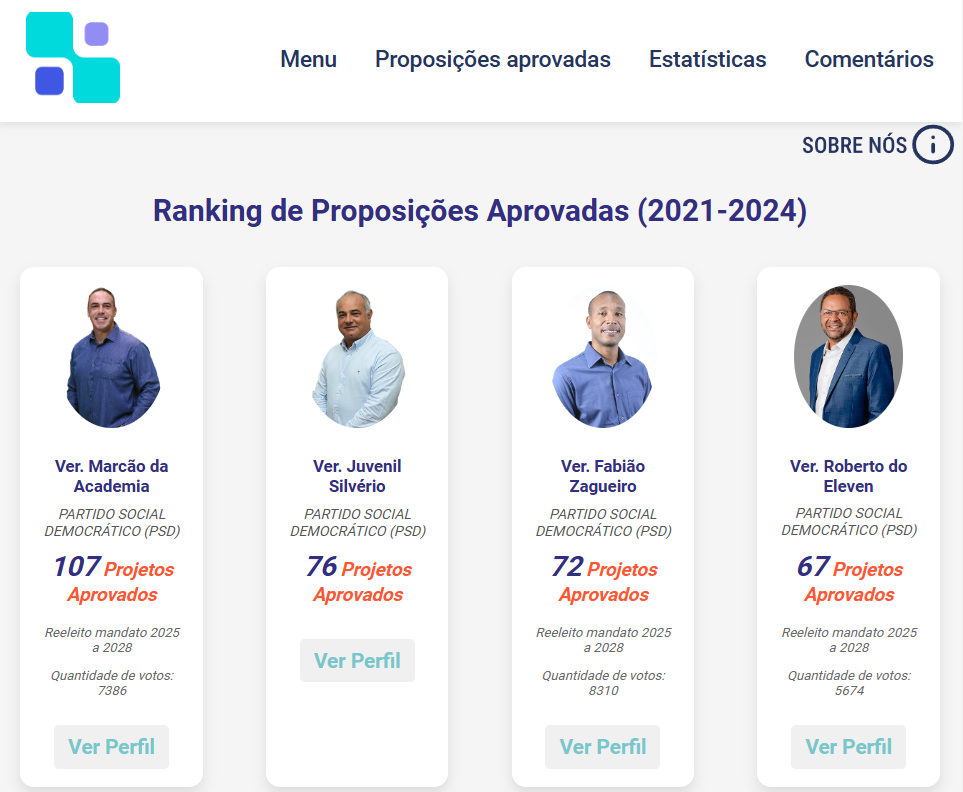 Menu
Proposições aprovadas
Estatísticas
Comentários
SOBRE NÓS
Ranking de Proposições Aprovadas (2021-2024)
Ver. Marcão da
Academia
PARTIDO SOCIAL
DEMOCRÁTICO (PSD)
107 Projetos
Aprovados
Reeleito mandato 2025
a 2028
Quantidade de votos:
7386
Ver Perfil
Ver. Juvenil
Silvério
PARTIDO SOCIAL
DEMOCRÁTICO (PSD)
76 Projetos
Aprovados
Ver Perfil
Ver. Fabião
Zagueiro
PARTIDO SOCIAL
DEMOCRÁTICO (PSD)
72 Projetos
Aprovados
Reeleito mandato 2025
a 2028
Quantidade de votos:
8310
Ver Perfil
Ver. Roberto do
Eleven
PARTIDO SOCIAL
DEMOCRÁTICO (PSD)
67 Projetos
Aprovados
Reeleito mandato 2025
a 2028
Quantidade de votos:
5674
Ver Perfil